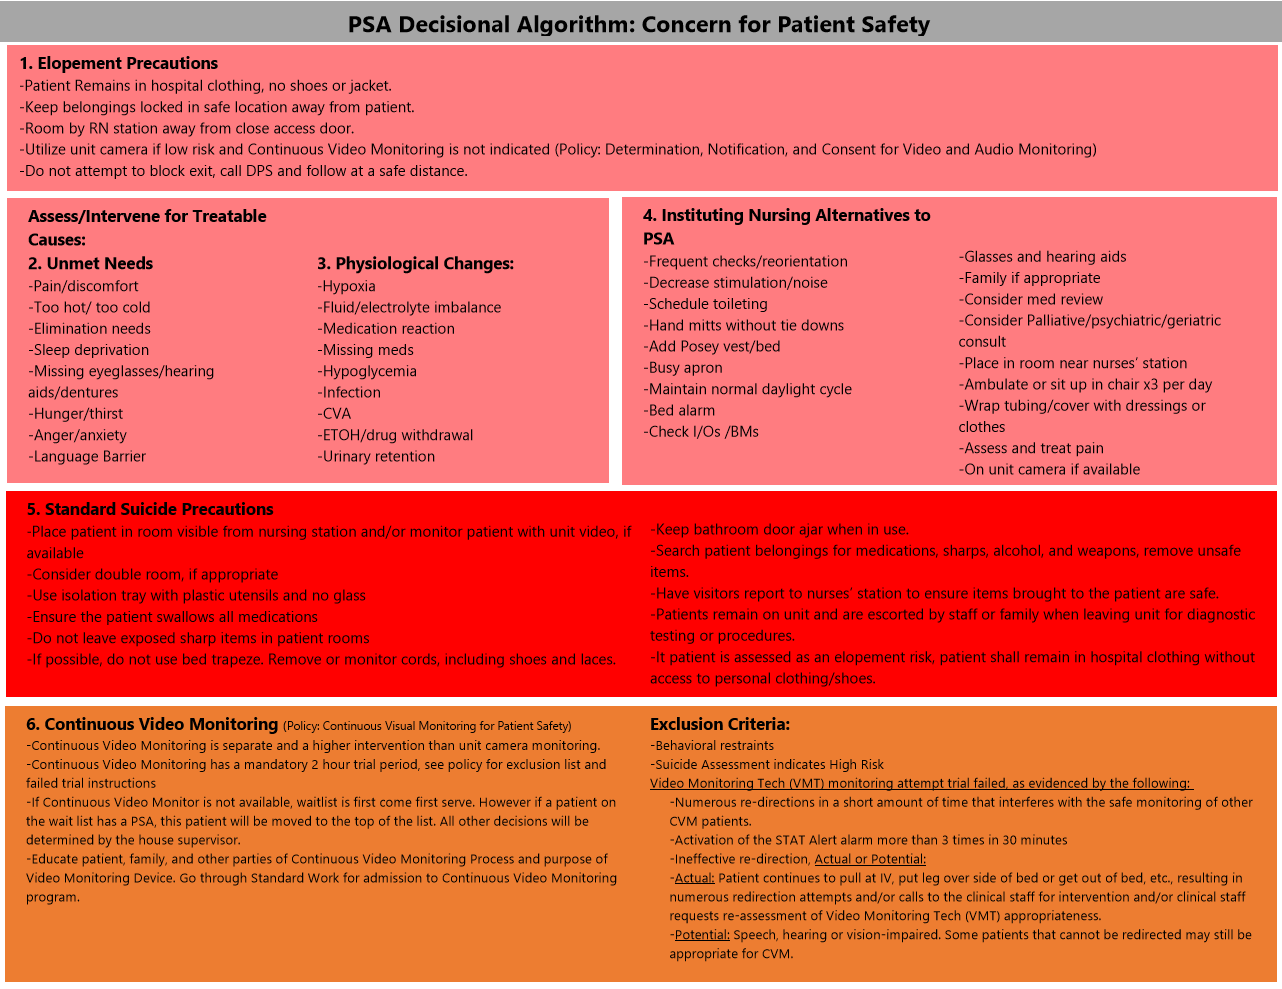 PSA Decisional Algorithm: Concern for Patient Safety
1. Elopement Precautions
-Patient Remains in hospital clothing, no shoes or jacket.
-Keep belongings locked in safe location away from patient.
-Room by RN station away from close access door.
-Utilize unit camera if low risk and Continuous Video Monitoring is not indicated (Policy: Determination, Notification, and Consent for Video and Audio Monitoring)
-Do not attempt to block exit, call DPS and follow at a safe distance.
Assess/Intervene for Treatable
Causes:
2. Unmet Needs
-Pain/discomfort
-Too hot/ too cold
-Elimination needs
-Sleep deprivation
-Missing eyeglasses/hearing
aids/dentures
-Hunger/thirst
-Anger/anxiety
-Language Barrier
3. Physiological Changes:
-Hypoxia
-Fluid/electrolyte imbalance
-Medication reaction
-Missing meds
-Hypoglycemia
-Infection
-CVA
-ETOH/drug withdrawal
-Urinary retention
4. Instituting Nursing Alternatives to
PSA
-Frequent checks/reorientation
-Decrease stimulation/noise
-Schedule toileting
-Hand mitts without tie downs
-Add Posey vest/bed
-Busy apron
-Maintain normal daylight cycle
-Bed alarm
-Check I/Os /BMs
-Glasses and hearing aids
-Family if appropriate
-Consider med review
-Consider Palliative/psychiatric/geriatric
consult
-Place in room near nurses' station
-Ambulate or sit up in chair x3 per day
-Wrap tubing/cover with dressings or
clothes
-Assess and treat pain
-On unit camera if available
5. Standard Suicide Precautions
-Place patient in room visible from nursing station and/or monitor patient with unit video, if
available
-Consider double room, if appropriate
-Use isolation tray with plastic utensils and no glass
-Ensure the patient swallows all medications
-Do not leave exposed sharp items in patient rooms
-If possible, do not use bed trapeze. Remove or monitor cords, including shoes and laces.
-Keep bathroom door ajar when in use.
-Search patient belongings for medications, sharps, alcohol, and weapons, remove unsafe
items.
-Have visitors report to nurses' station to ensure items brought to the patient are safe.
-Patients remain on unit and are escorted by staff or family when leaving unit for diagnostic
testing or procedures.
-It patient is assessed as an elopement risk, patient shall remain in hospital clothing without
access to personal clothing/shoes.
6. Continuous Video Monitoring (Policy: Continuous Visual Monitoring for Patient Safety)
-Continuous Video Monitoring is separate and a higher intervention than unit camera monitoring.
-Continuous Video Monitoring has a mandatory 2 hour trial period, see policy for exclusion list and
failed trial instructions
-If Continuous Video Monitor is not available, waitlist is first come first serve. However if a patient on
the wait list has a PSA, this patient will be moved to the top of the list. All other decisions will be
determined by the house supervisor.
-Educate patient, family, and other parties of Continuous Video Monitoring Process and purpose of
Video Monitoring Device. Go through Standard Work for admission to Continuous Video Monitoring
program.
Exclusion Criteria:
-Behavioral restraints
-Suicide Assessment indicates High Risk
Video Monitoring Tech (VMT) monitoring attempt trial failed, as evidenced by the following:
-Numerous re-directions in a short amount of time that interferes with the safe monitoring of other
CVM patients.
-Activation of the STAT Alert alarm more than 3 times in 30 minutes
-Ineffective re-direction, Actual or Potential:
-Actual: Patient continues to pull at IV, put leg over side of bed or get out of bed, etc., resulting in
numerous redirection attempts and/or calls to the clinical staff for intervention and/or clinical staff
requests re-assessment of Video Monitoring Tech (VMT) appropriateness.
-Potential: Speech, hearing or vision-impaired. Some patients that cannot be redirected may still be
appropriate for CVM.